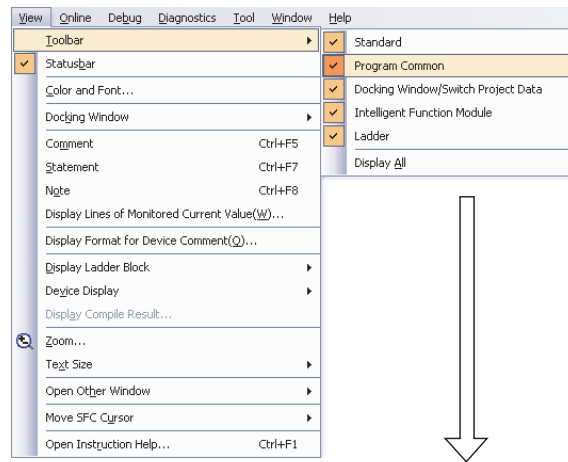 View Online Debug Diagnostics Tool Window Help
Toolbar
Statusbar
Color and Font...
Docking Window
Comment Ctrl+F5
Statement Ctrl+F7
Note Ctrl+F8
Display Lines of Monitored Current Value(W)...
Display Format for Device Comment(O)...
Display Ladder Block
Device Display
Display Compile Result...
Zoom...
Text Size
Open Other Window
Move SFC Cursor
Open Instruction Help... Ctrl+F1
Standard
Program Common
Docking Window/Switch Project Data
Intelligent Function Module
Ladder
Display All